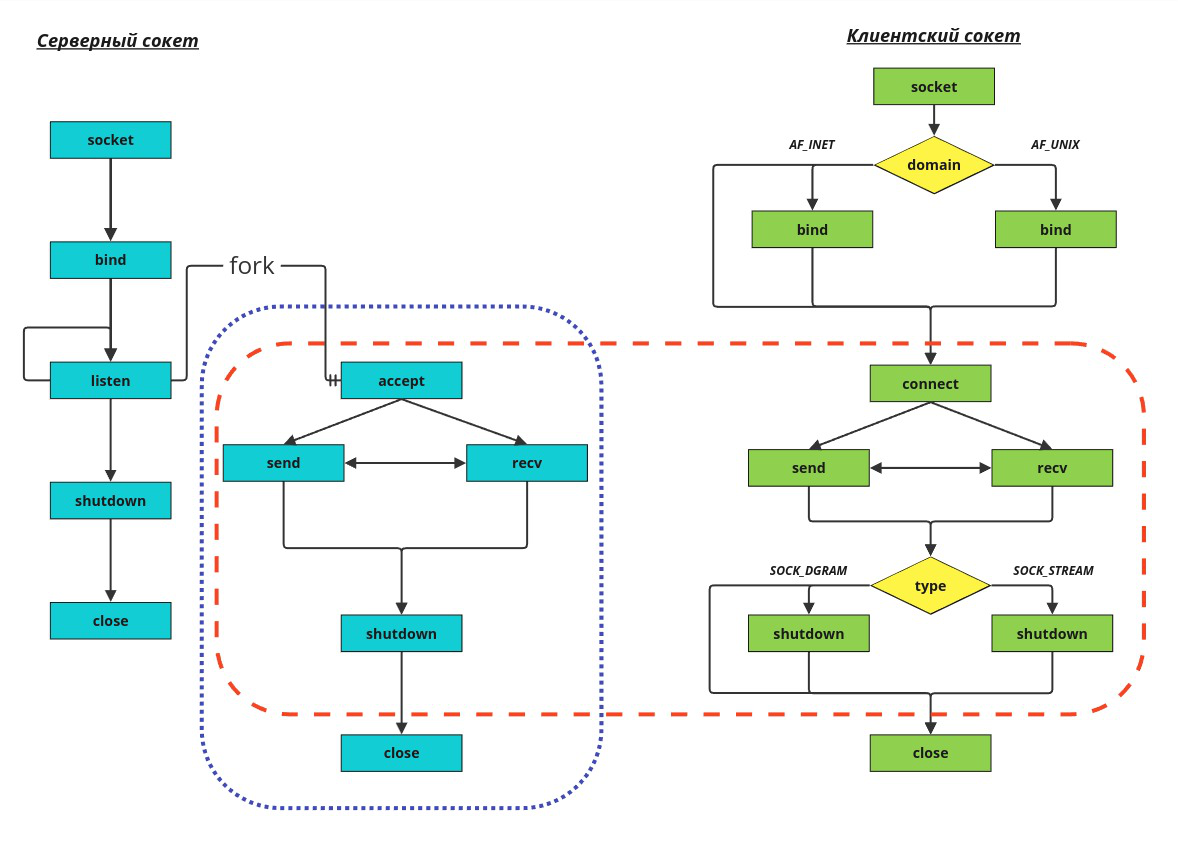 Серверный сокет
socket
bind
fork
listen
shutdown
close
accept
send
recv
shutdown
close
Клиентский сокет
socket
domain
AF_INET
AF_UNIX
bind
bind
connect
send
recv
type
SOCK_DGRAM
SOCK_STREAM
shutdown
shutdown
close